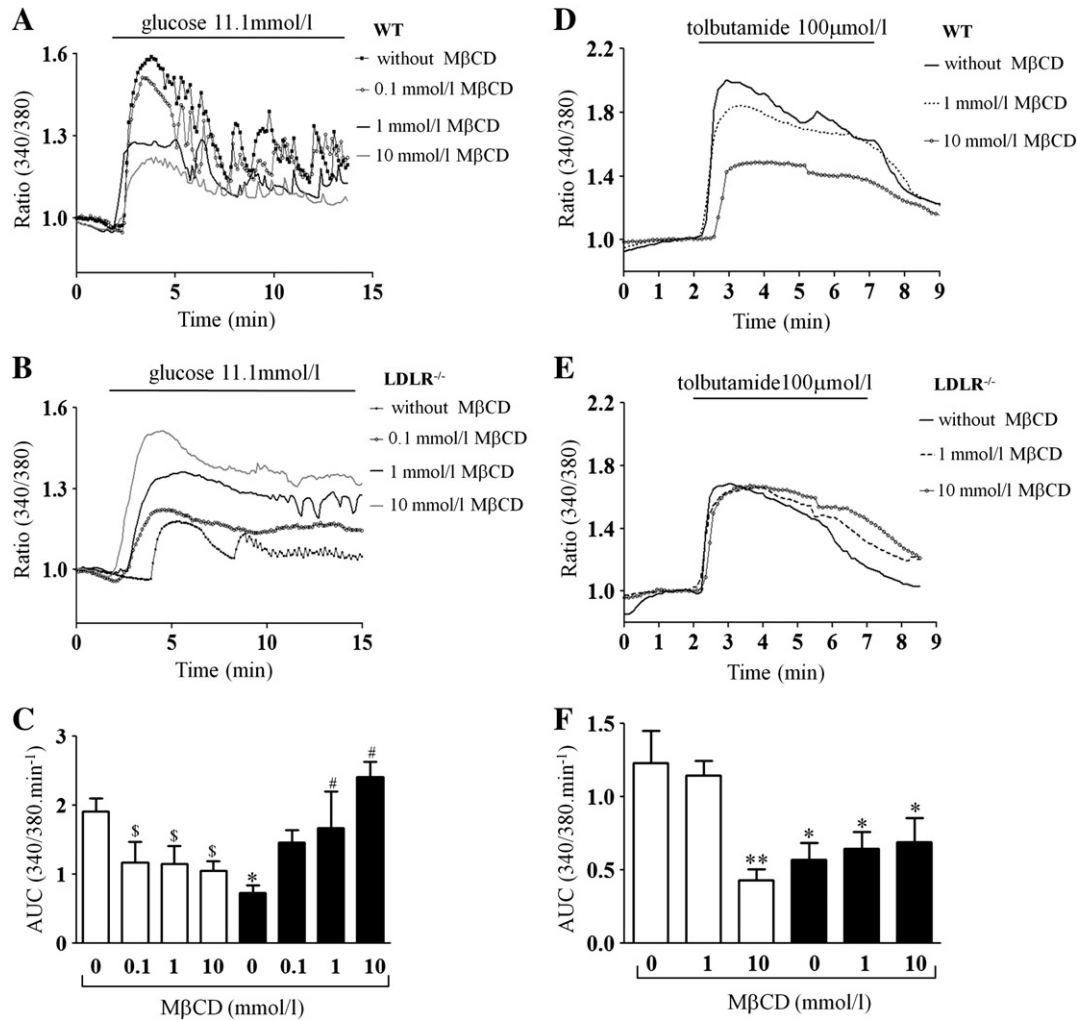 A
glucose 11.1mmol/l
WT
without MβCD
0.1 mmol/l MβCD
1 mmol/l MβCD
10 mmol/l MβCD
Ratio (340/380)
1.6
1.3
1.0
0
5
10
15
Time (min)
D
tolbutamide 100μmol/l
WT
without MβCD
1 mmol/l MβCD
10 mmol/l MβCD
Ratio (340/380)
2.2
1.8
1.4
1.0
0 1 2 3 4 5 6 7 8 9
Time (min)
B
glucose 11.1mmol/l
LDLR-/-
without MβCD
0.1 mmol/l MβCD
1 mmol/l MβCD
10 mmol/l MβCD
Ratio (340/380)
1.6
1.3
1.0
0 5 10 15
Time (min)
E
tolbutamide100μmol/l
LDLR-/-
without MβCD
1 mmol/l MβCD
10 mmol/l MβCD
Ratio (340/380)
2.2
1.8
1.4
1.0
0 1 2 3 4 5 6 7 8 9
Time (min)
C
AUC (340/380.min-1)
3
2
1
0
$ $ $ * # #
0 0.1 1 10 0 0.1 1 10
MβCD (mmol/l)
F
AUC (340/380.min-1)
1.5
1.0
0.5
0.0
** * * *
0 1 10 0 1 10
MβCD (mmol/l)